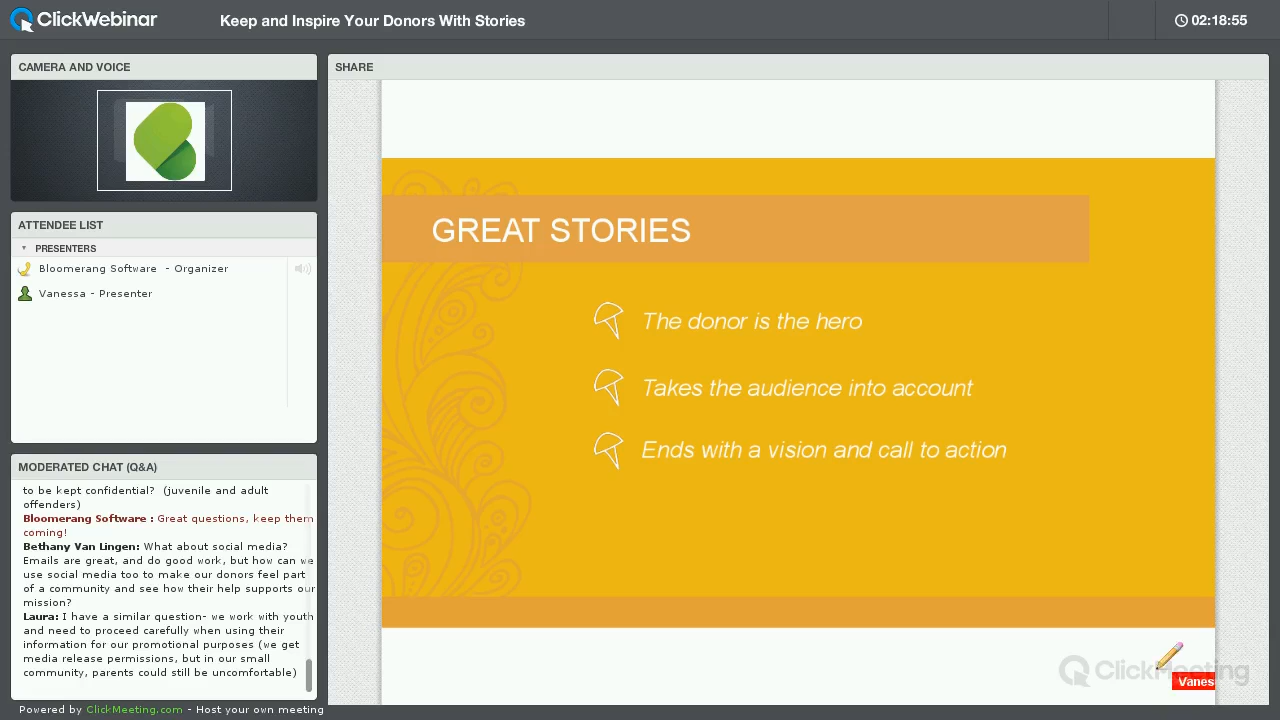 ClickWebinar
Keep and Inspire Your Donors With Stories
02:18:55
CAMERA AND VOICE
ATTENDEE LIST
PRESENTERS
Bloomerang Software - Organizer
Vanessa - Presenter
MODERATED CHAT (Q&A)
to be kept confidential? (juvenile and adult
offenders)
Bloomerang Software : Great questions, keep them
coming!
Bethany Van Lingen: What about social media?
Emails are great, and do good work, but how can we
use social media too to make our donors feel part
of a community and see how their help supports our
mission?
Laura: I have a similar question- we work with youth
and need to proceed carefully when using their
information for our promotional purposes (we get
media release permissions, but in our small
community, parents could still be uncomfortable)
Powered by ClickMeeting.com - Host your own meeting
SHARE
GREAT STORIES
The donor is the hero
Takes the audience into account
Ends with a vision and call to action
ClickMeeting
Vanes